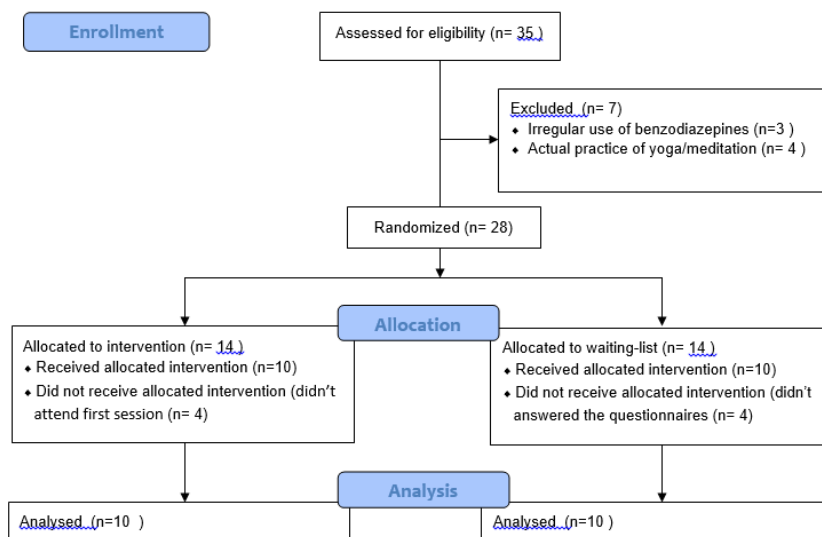 Enrollment
Assessed for eligibility (n= 35 )
Excluded (n= 7)
♦ Irregular use of benzodiazepines (n=3 )
♦ Actual practice of yoga/meditation (n= 4 )
Randomized (n= 28)
Allocation
Allocated to intervention (n= 14 )
♦ Received allocated intervention (n=10)
♦ Did not receive allocated intervention (didn't
attend first session (n= 4)
Allocated to waiting-list (n= 14 )
♦ Received allocated intervention (n=10)
♦ Did not receive allocated intervention (didn't
answered the questionnaires (n= 4)
Analysis
Analysed (n=10 )
Analysed (n=10 )